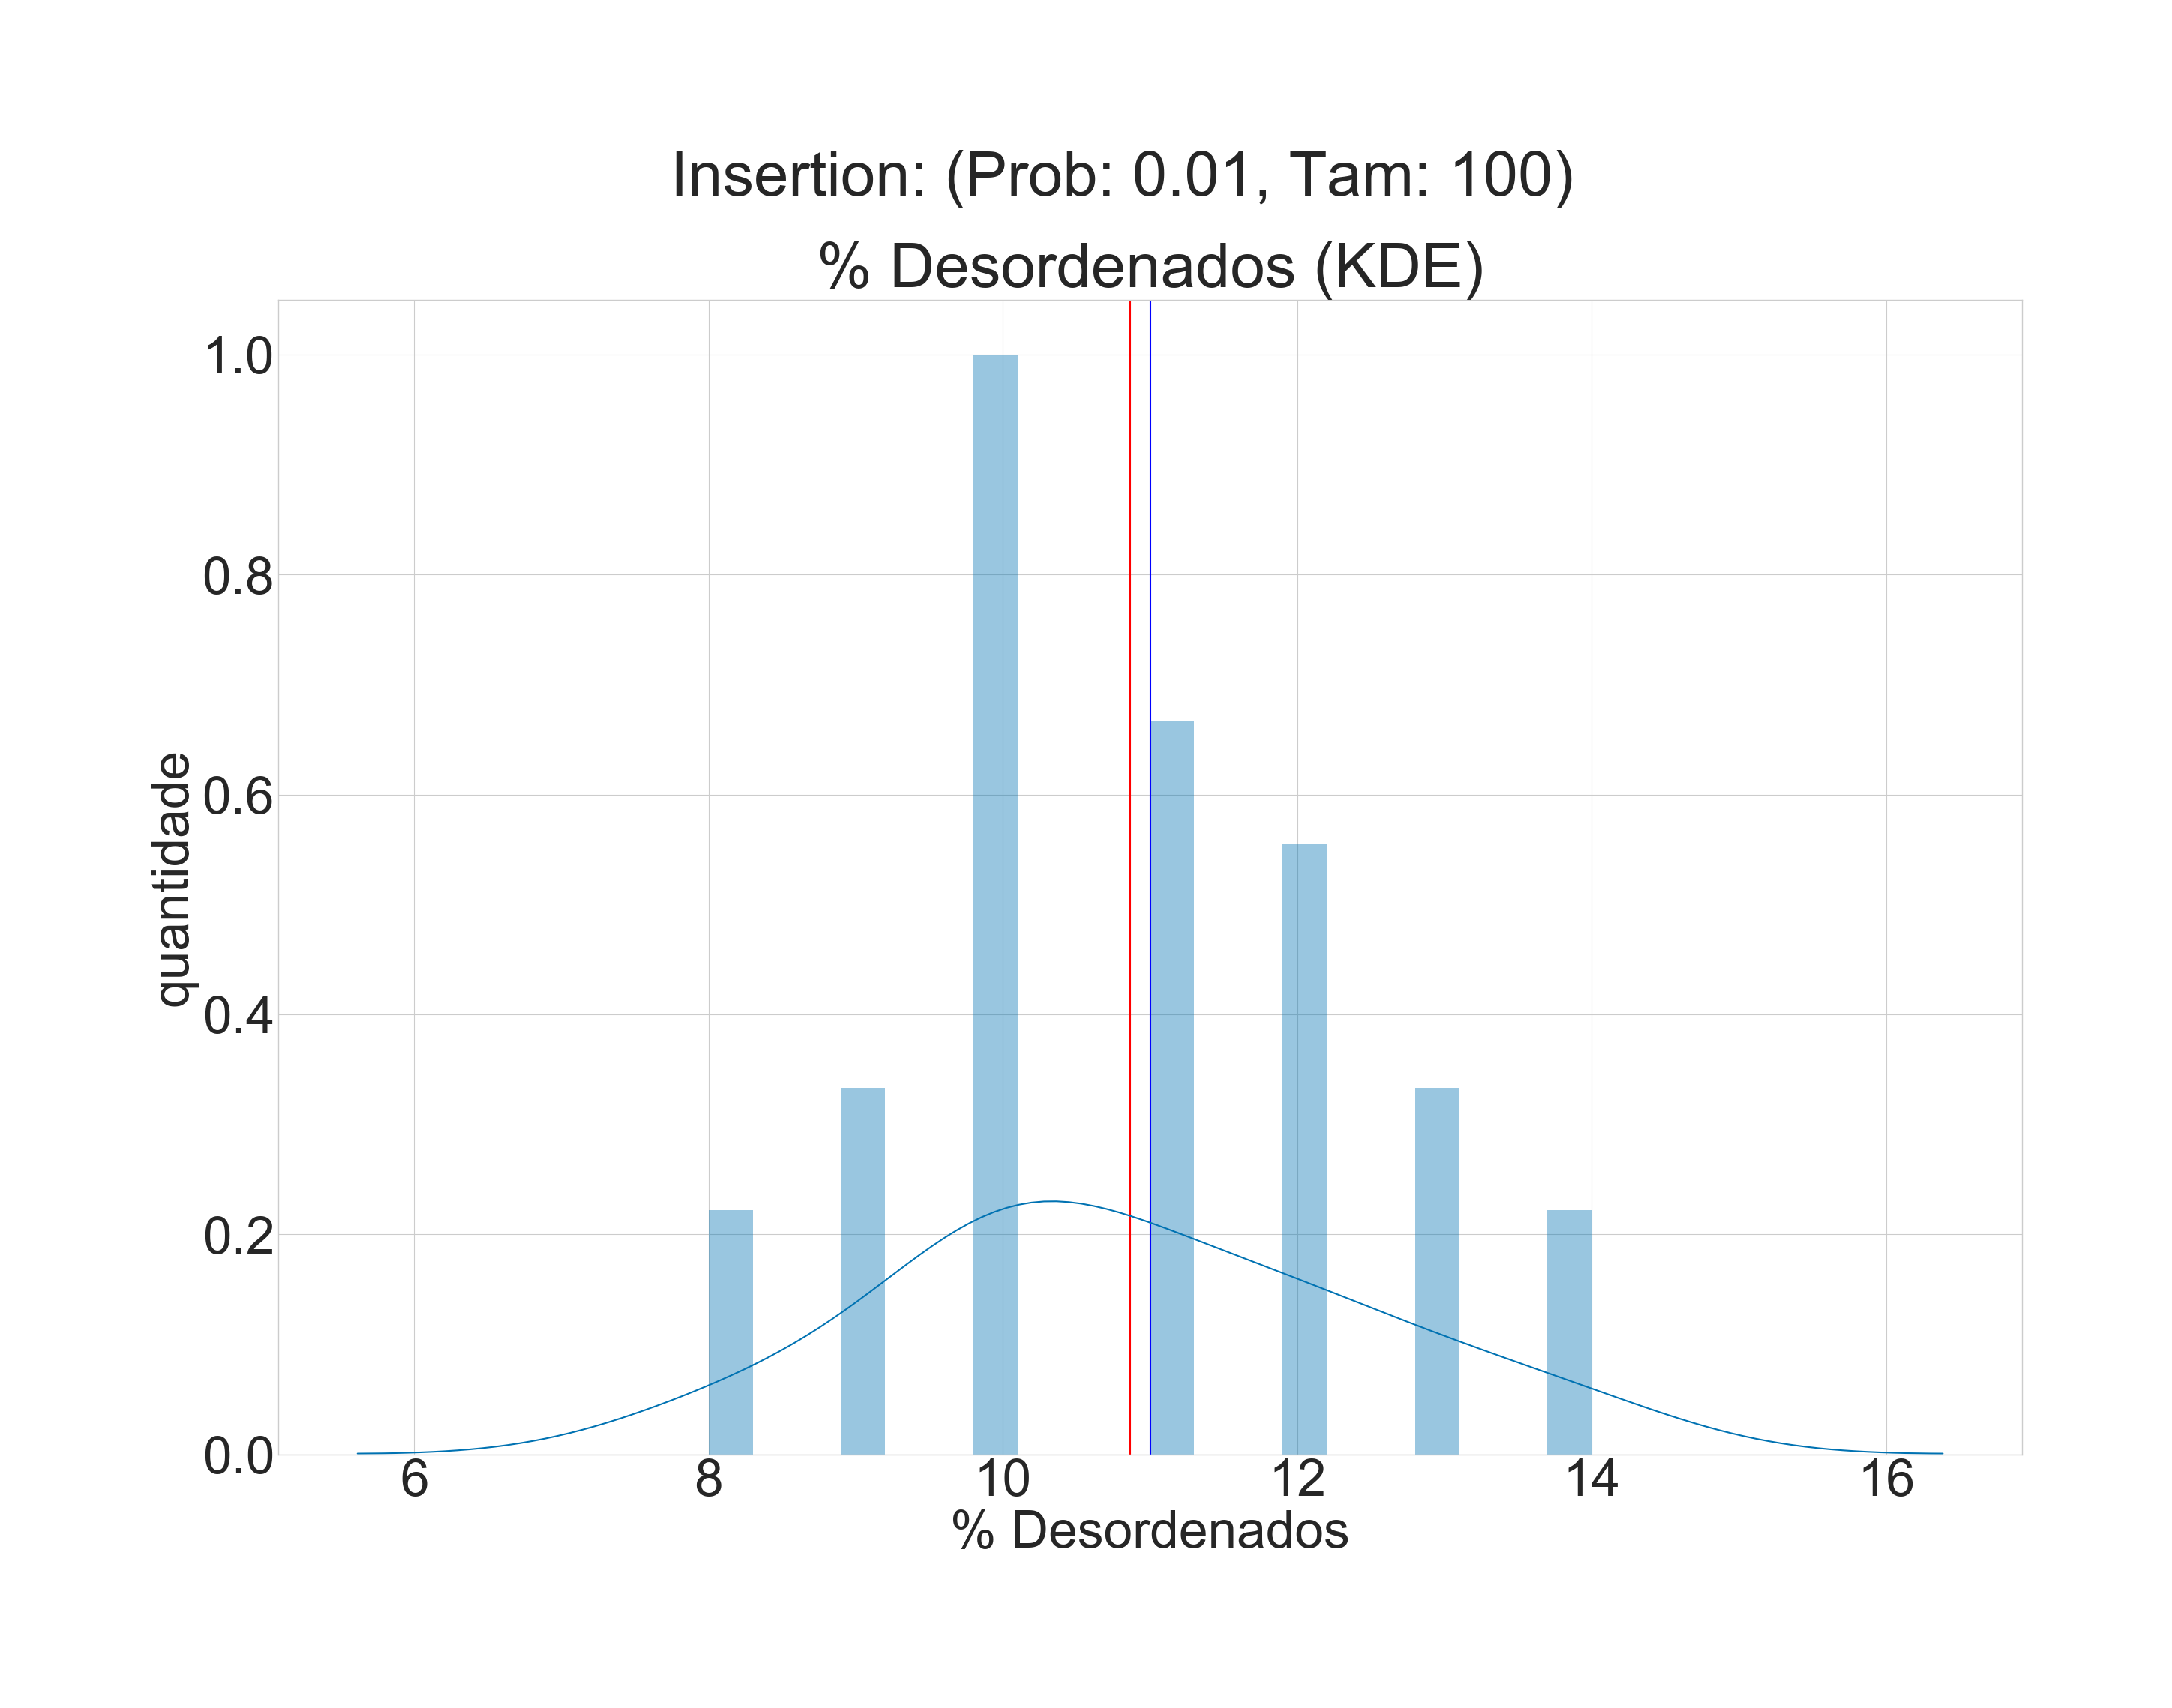 Insertion: (Prob: 0.01, Tam: 100)
% Desordenados (KDE)
1.0
0.8
0.6
0.4
0.2
0.0
quantidade
6 8 10 12 14 16
% Desordenados